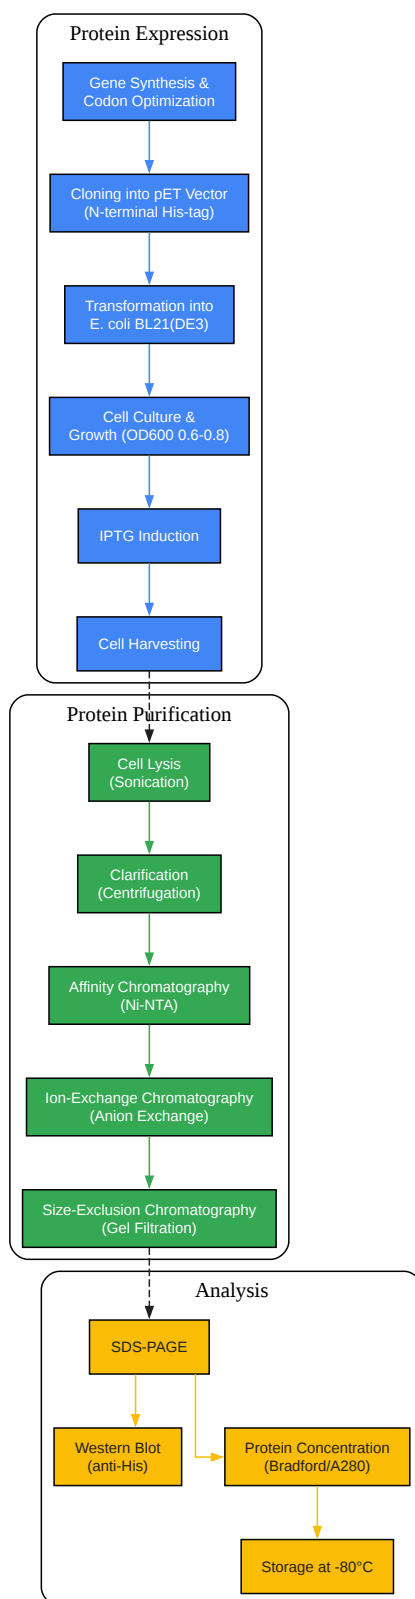 Protein Expression
Gene Synthesis &
Codon Optimization
Cloning into pET Vector
(N-terminal His-tag)
Transformation into
E. coli BL21(DE3)
Cell Culture &
Growth (OD600 0.6-0.8)
IPTG Induction
Cell Harvesting
Protein Purification
Cell Lysis
(Sonication)
Clarification
(Centrifugation)
Affinity Chromatography
(Ni-NTA)
Ion-Exchange Chromatography
(Anion Exchange)
Size-Exclusion Chromatography
(Gel Filtration)
Analysis
SDS-PAGE
Western Blot
(anti-His)
Protein Concentration
(Bradford/A280)
Storage at -80°C